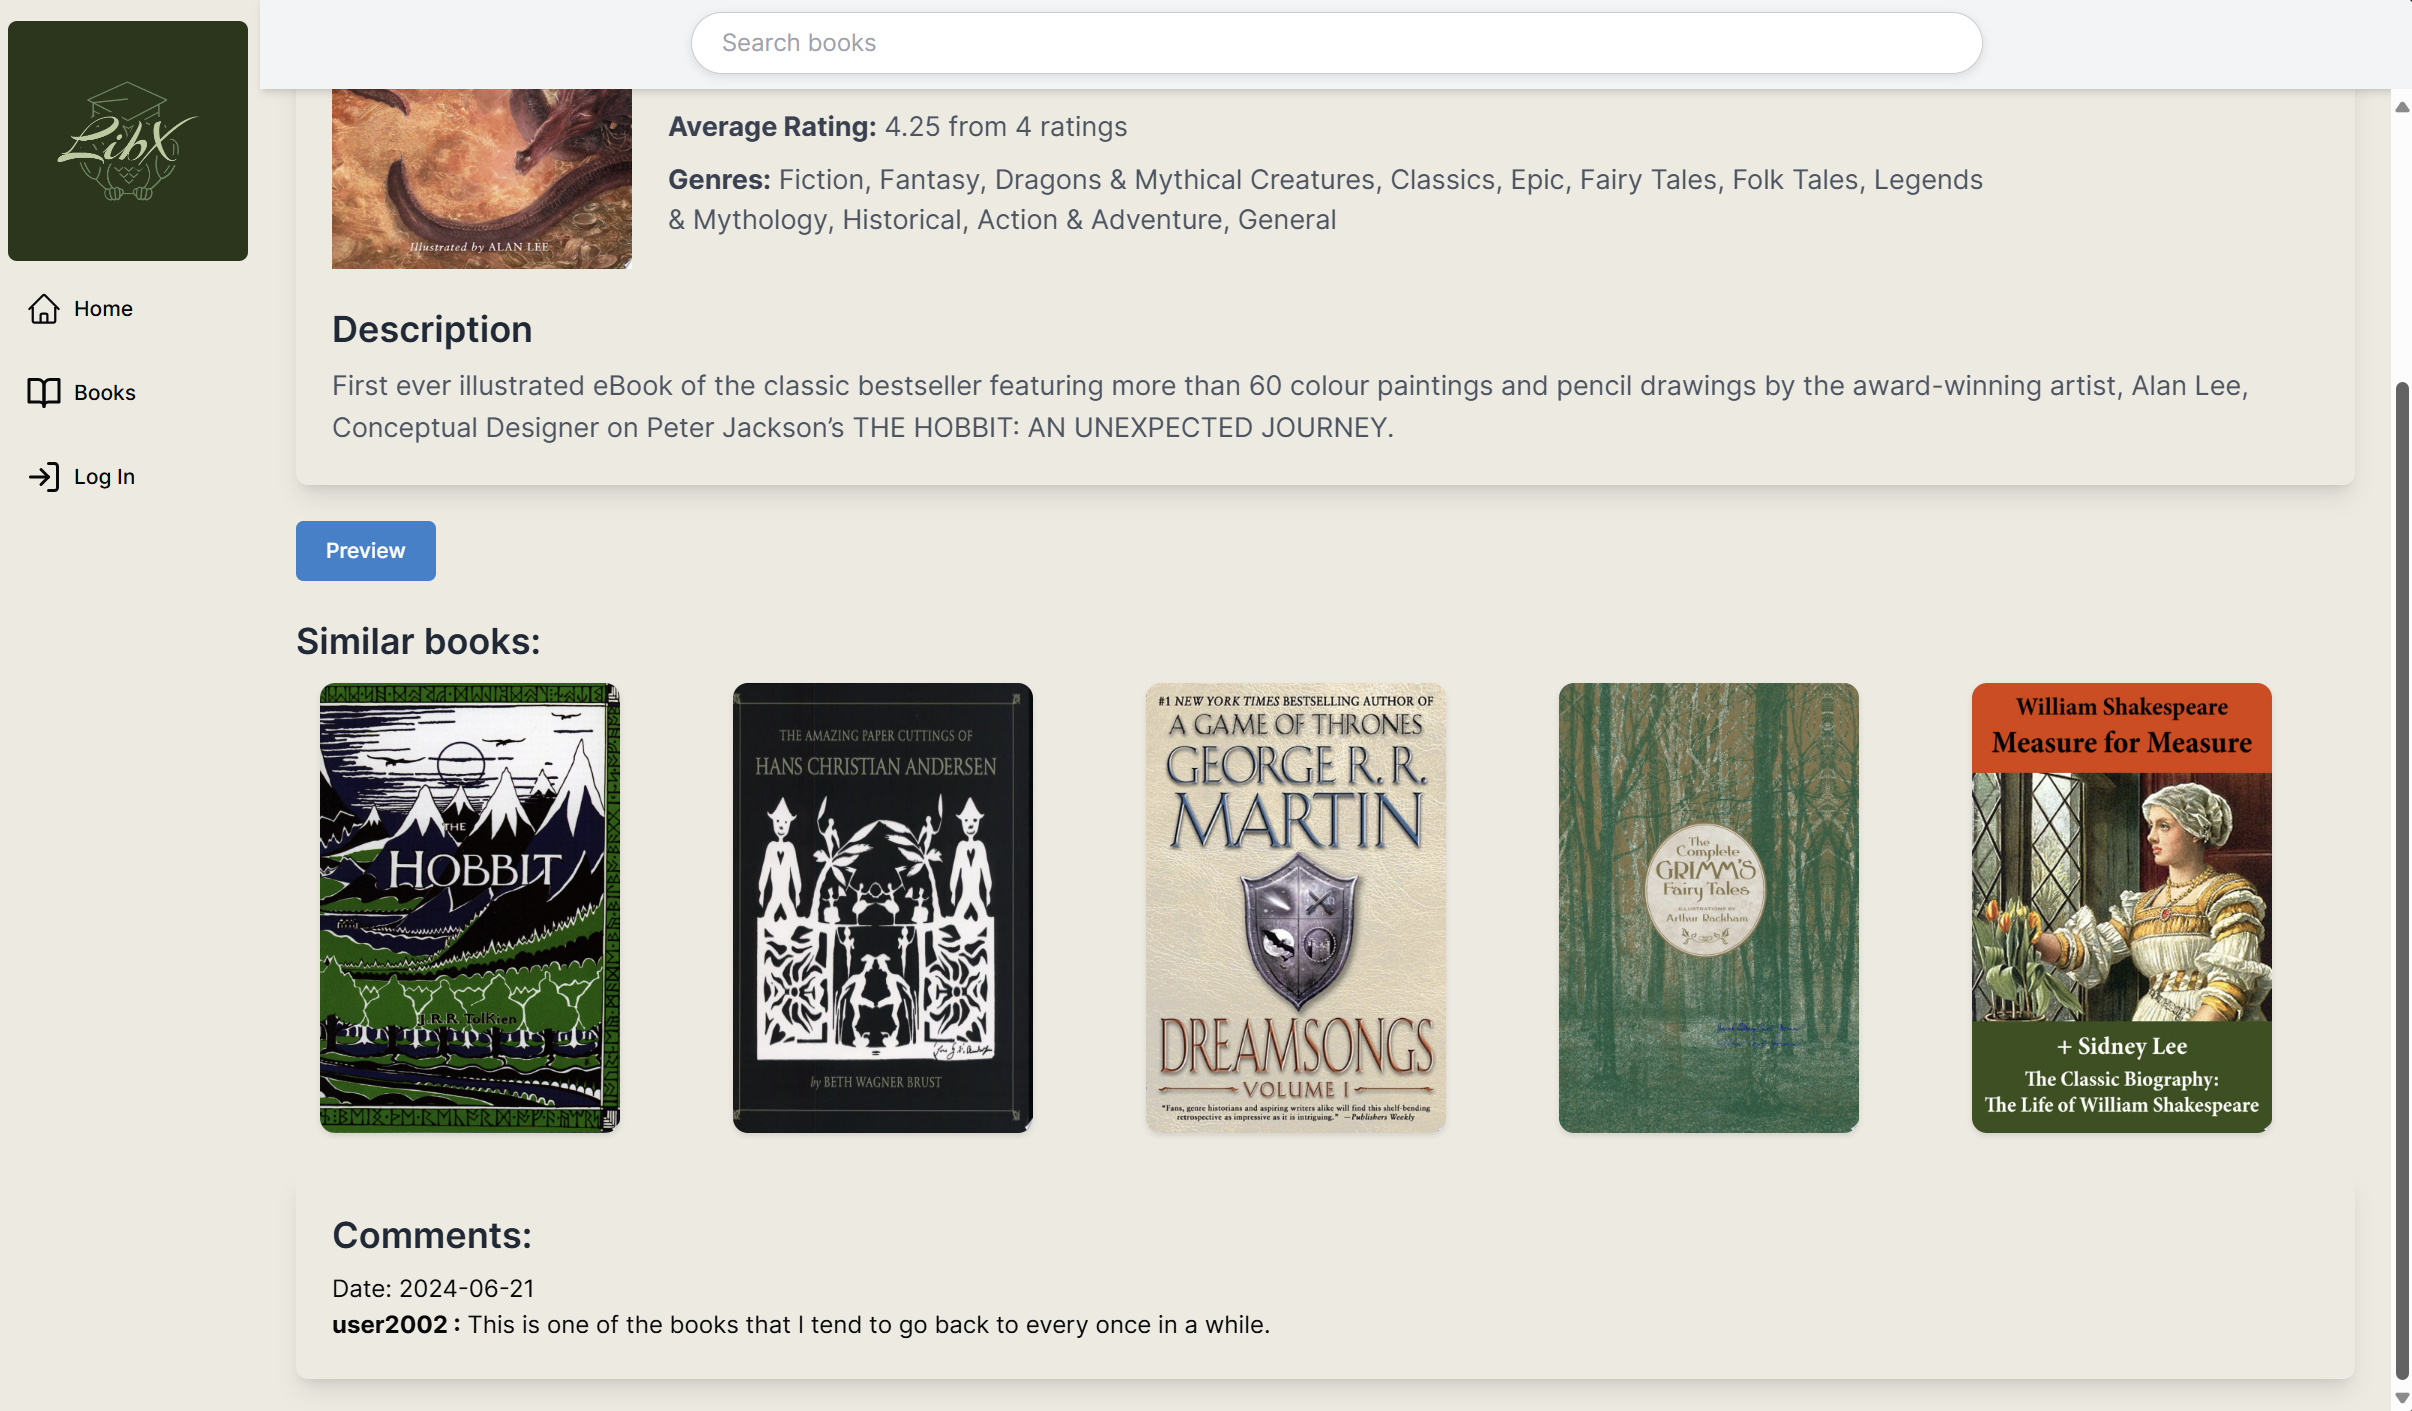 LibX
Search books
Home
Books
Log In
Average Rating: 4.25 from 4 ratings
Genres: Fiction, Fantasy, Dragons & Mythical Creatures, Classics, Epic, Fairy Tales, Folk Tales, Legends
& Mythology, Historical, Action & Adventure, General
Illustrated by ALAN LEE
Description
First ever illustrated eBook of the classic bestseller featuring more than 60 colour paintings and pencil drawings by the award-winning artist, Alan Lee,
Conceptual Designer on Peter Jackson’s THE HOBBIT: AN UNEXPECTED JOURNEY.
Preview
Similar books:
THE
HOBBIT
J.R.R. Tolkien
THE AMAZING PAPER CUTTINGS OF
HANS CHRISTIAN ANDERSEN
by BETH WAGNER BRUST
#1 NEW YORK TIMES BESTSELLING AUTHOR OF
A GAME OF THRONES
GEORGE R. R.
MARTIN
DREAMSONGS
VOLUME I
"Fans, genre historians and aspiring writers alike will find this shelf-bending
retrospective as impressive as it is intriguing." —Publishers Weekly
The
Complete
GRIMM'S
Fairy Tales
ILLUSTRATIONS BY
Arthur Rackham
William Shakespeare
Measure for Measure
+ Sidney Lee
The Classic Biography:
The Life of William Shakespeare
Comments:
Date: 2024-06-21
user2002 : This is one of the books that I tend to go back to every once in a while.